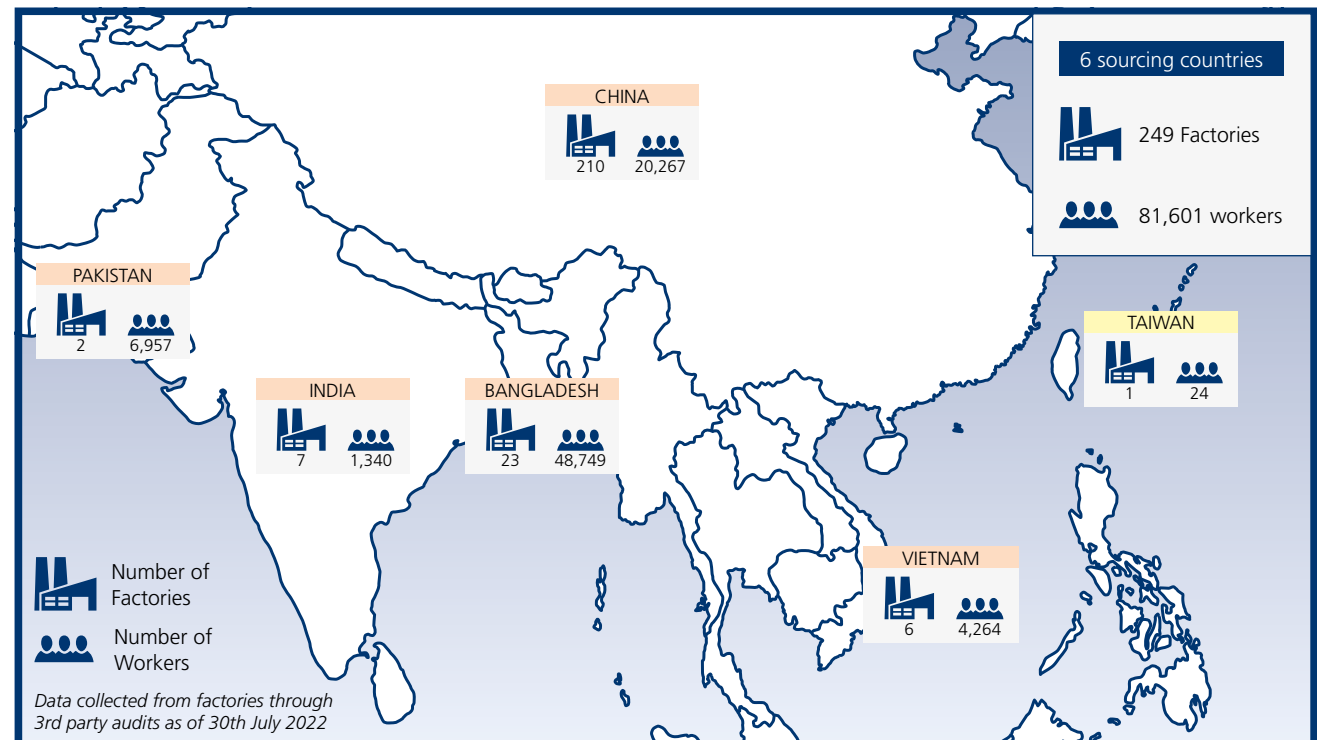 6 sourcing countries
249 Factories
81,601 workers
CHINA
210 20,267
PAKISTAN
2 6,957
INDIA
7 1,340
BANGLADESH
23 48,749
TAIWAN
1 24
VIETNAM
6 4,264
Number of
Factories
Number of
Workers
Data collected from factories through
3rd party audits as of 30th July 2022